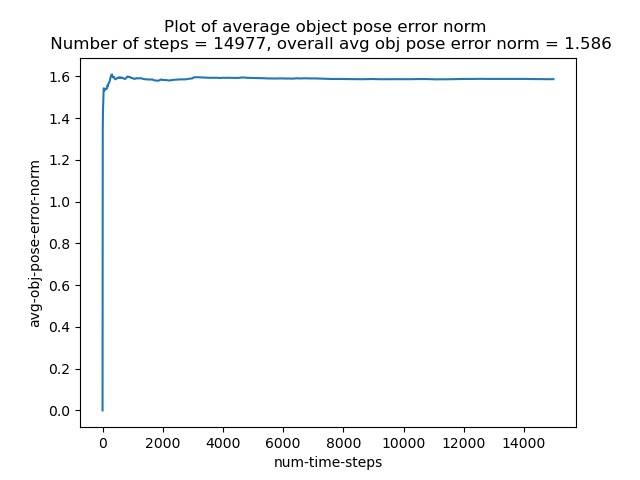 Plot of average object pose error norm
Number of steps = 14977, overall avg obj pose error norm = 1.586
1.6
1.4
1.2
1.0
0.8
0.6
0.4
0.2
0.0
avg-obj-pose-error-norm
0 2000 4000 6000 8000 10000 12000 14000
num-time-steps